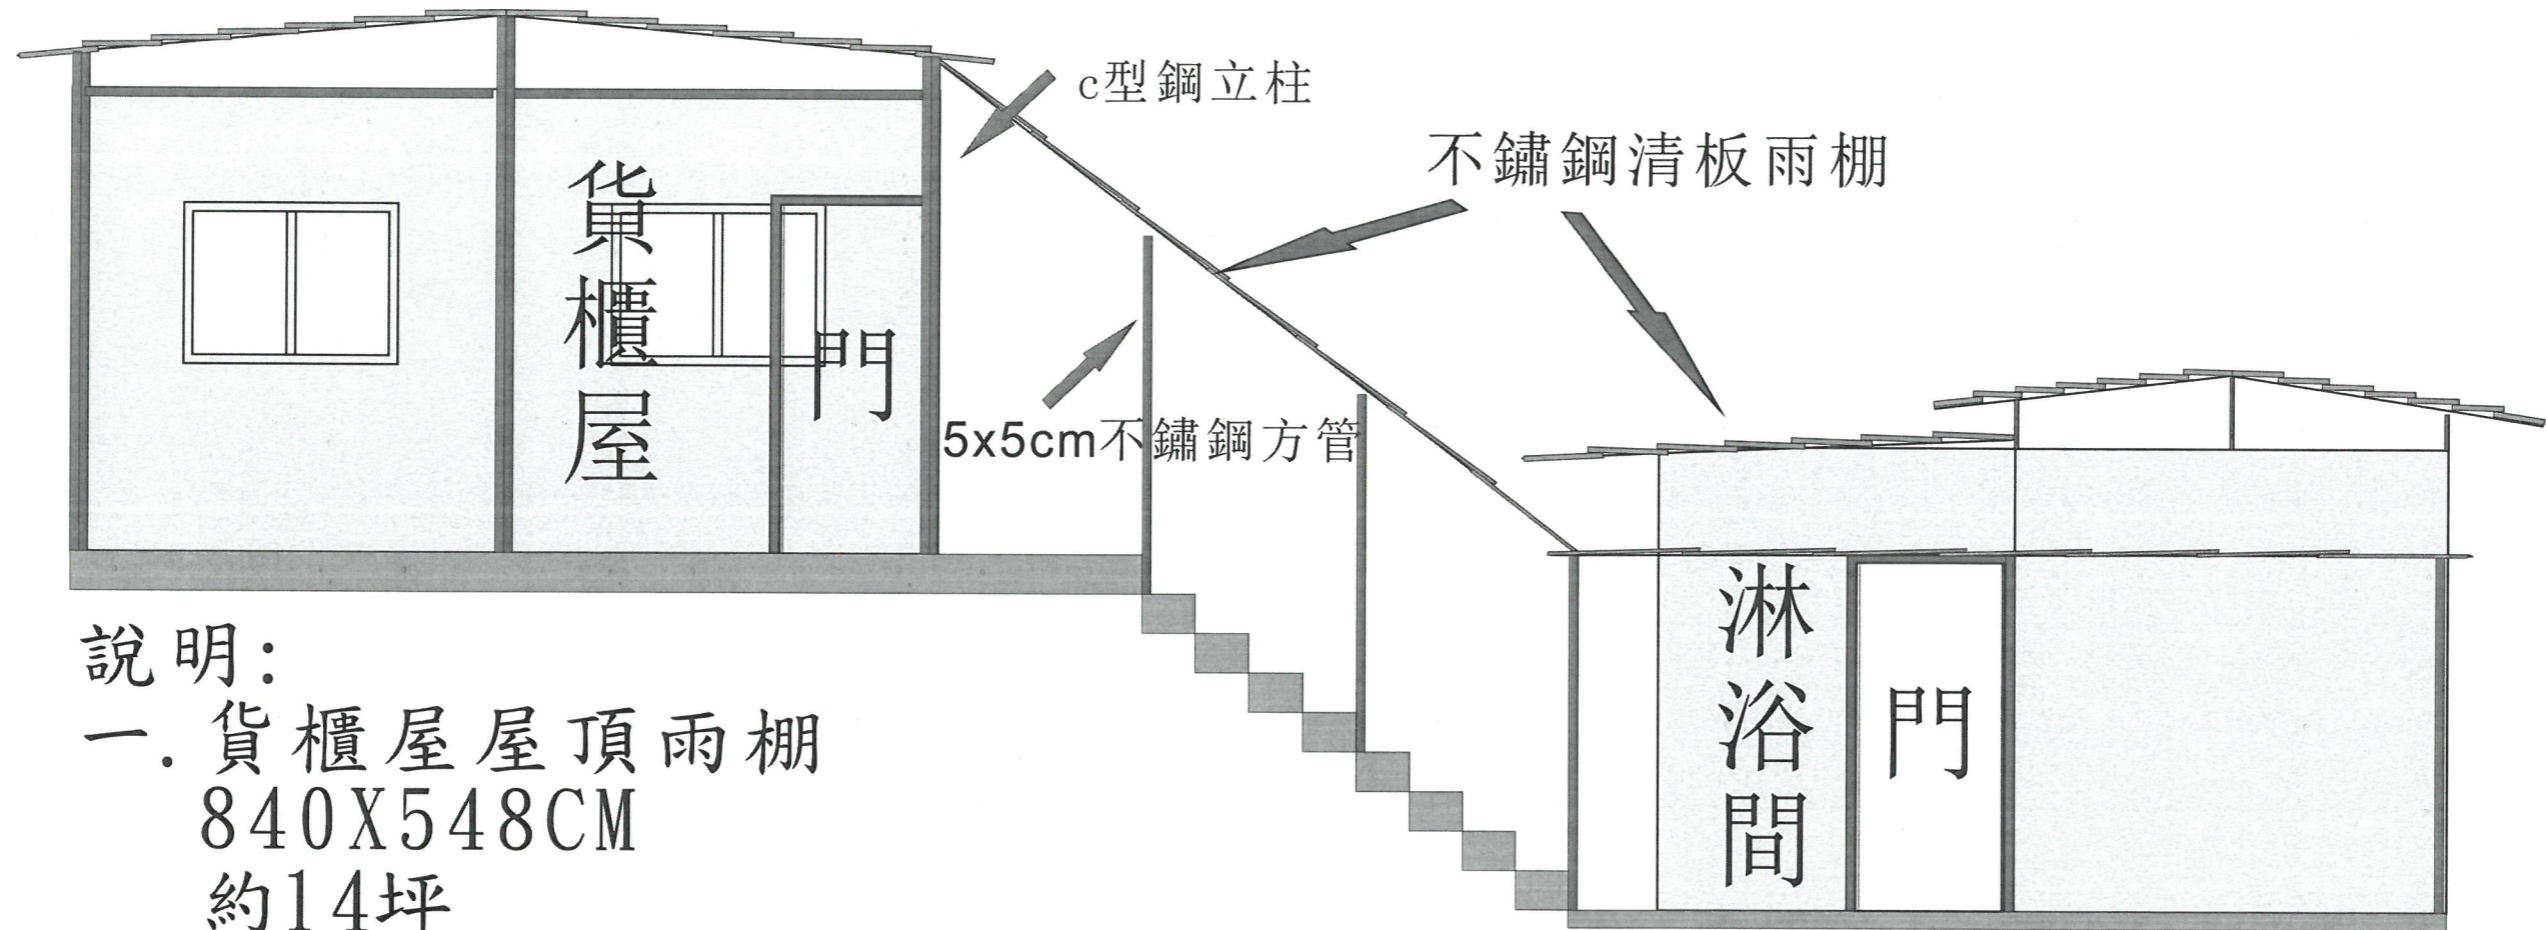 c型鋼立柱
不鏽鋼清板雨棚
貨櫃屋
門
5x5cm不鏽鋼方管
淋浴間
門
說明:
一.貨櫃屋屋頂雨棚
840X548CM
約14坪